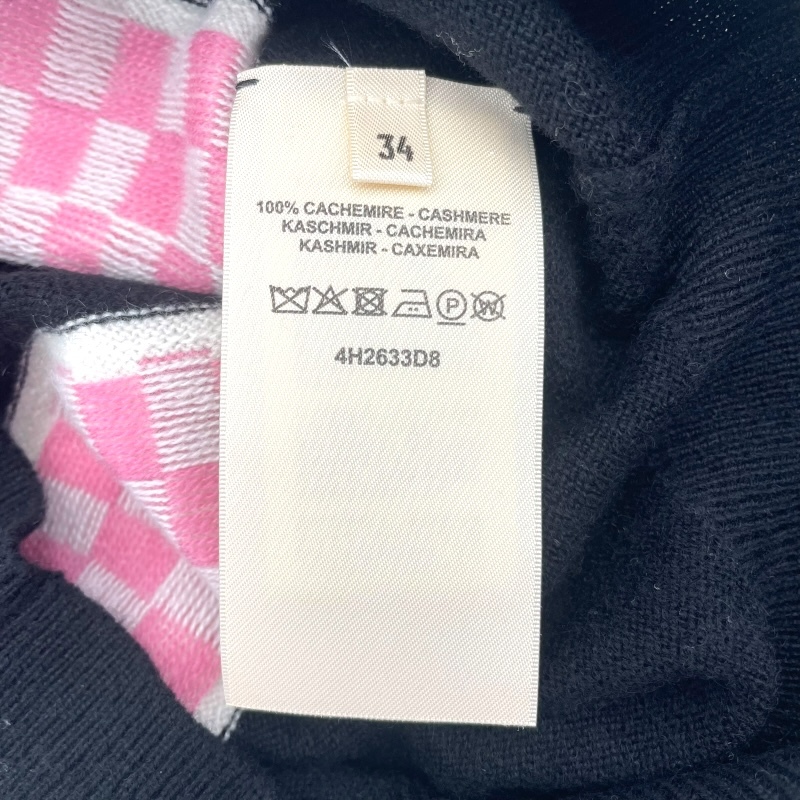 34
100% CACHEMIRE - CASHMERE
KASCHMIR - CACHEMIRA
KASHMIR - CAXEMIRA
P W
4H2633D8